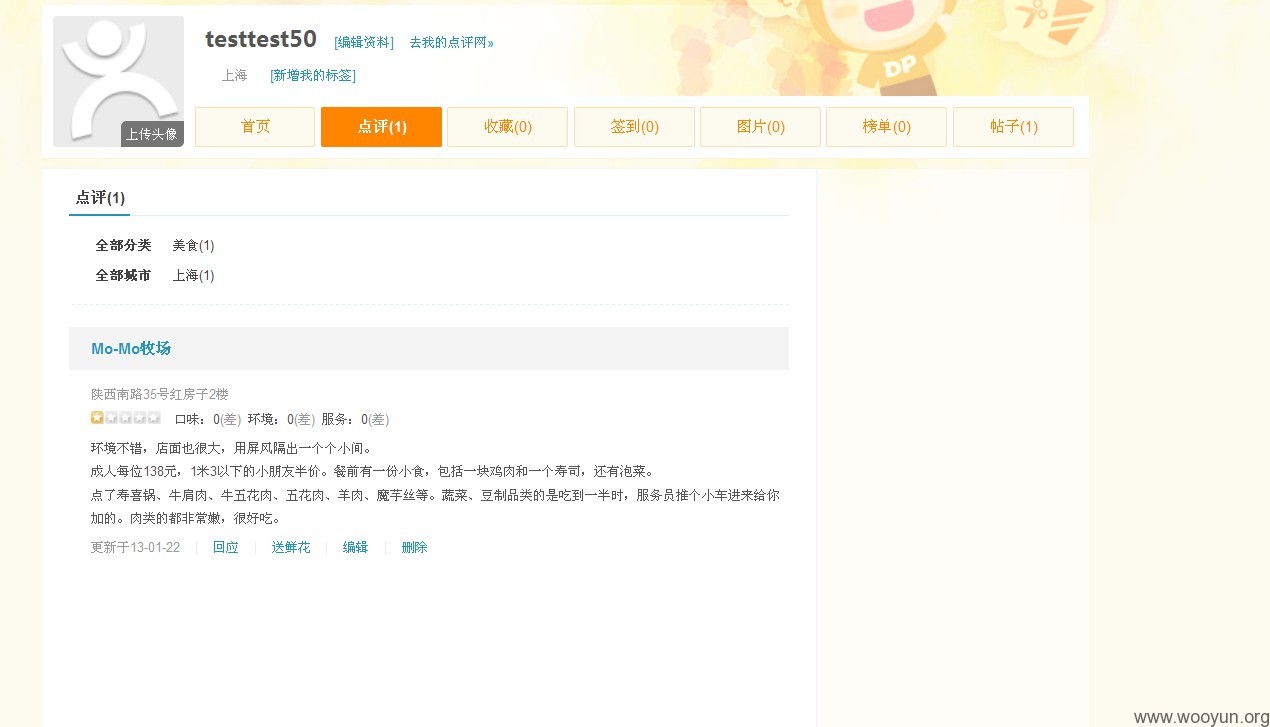 testtest50 [编辑资料] 去我的点评网»
上海 [新增我的标签]
DP
上传头像
首页 点评(1) 收藏(0) 签到(0) 图片(0) 榜单(0) 帖子(1)
点评(1)
全部分类 美食(1)
全部城市 上海(1)
Mo-Mo牧场
陕西南路35号红房子2楼
口味：0(差) 环境：0(差) 服务：0(差)
环境不错，店面也很大，用屏风隔出一个个小间。
成人每位138元，1米3以下的小朋友半价。餐前有一份小食，包括一块鸡肉和一个寿司，还有泡菜。
点了寿喜锅、牛肩肉、牛五花肉、五花肉、羊肉、魔芋丝等。蔬菜、豆制品类的是吃到一半时，服务员推个小车进来给你
加的。肉类的都非常嫩，很好吃。
更新于13-01-22 回应 送鲜花 编辑 删除
www.wooyun.org